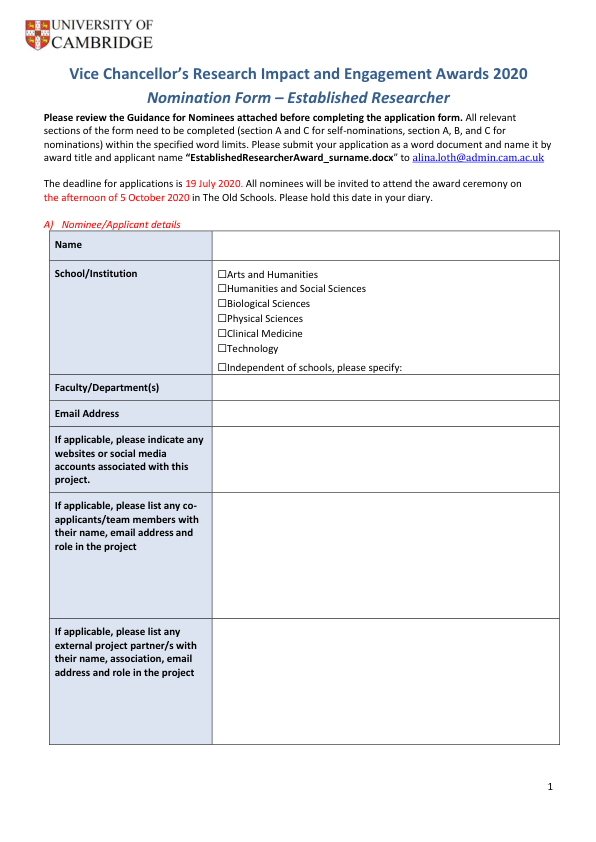 UNIVERSITY OF
CAMBRIDGE
Vice Chancellor’s Research Impact and Engagement Awards 2020
Nomination Form – Established Researcher
Please review the Guidance for Nominees attached before completing the application form. All relevant
sections of the form need to be completed (section A and C for self-nominations, section A, B, and C for
nominations) within the specified word limits. Please submit your application as a word document and name it by
award title and applicant name “EstablishedResearcherAward_surname.docx” to alina.loth@admin.cam.ac.uk
The deadline for applications is 19 July 2020. All nominees will be invited to attend the award ceremony on
the afternoon of 5 October 2020 in The Old Schools. Please hold this date in your diary.
A) Nominee/Applicant details
Name
School/Institution
☐Arts and Humanities
☐Humanities and Social Sciences
☐Biological Sciences
☐Physical Sciences
☐Clinical Medicine
☐Technology
☐Independent of schools, please specify:
Faculty/Department(s)
Email Address
If applicable, please indicate any
websites or social media
accounts associated with this
project.
If applicable, please list any co-
applicants/team members with
their name, email address and
role in the project
If applicable, please list any
external project partner/s with
their name, association, email
address and role in the project
1